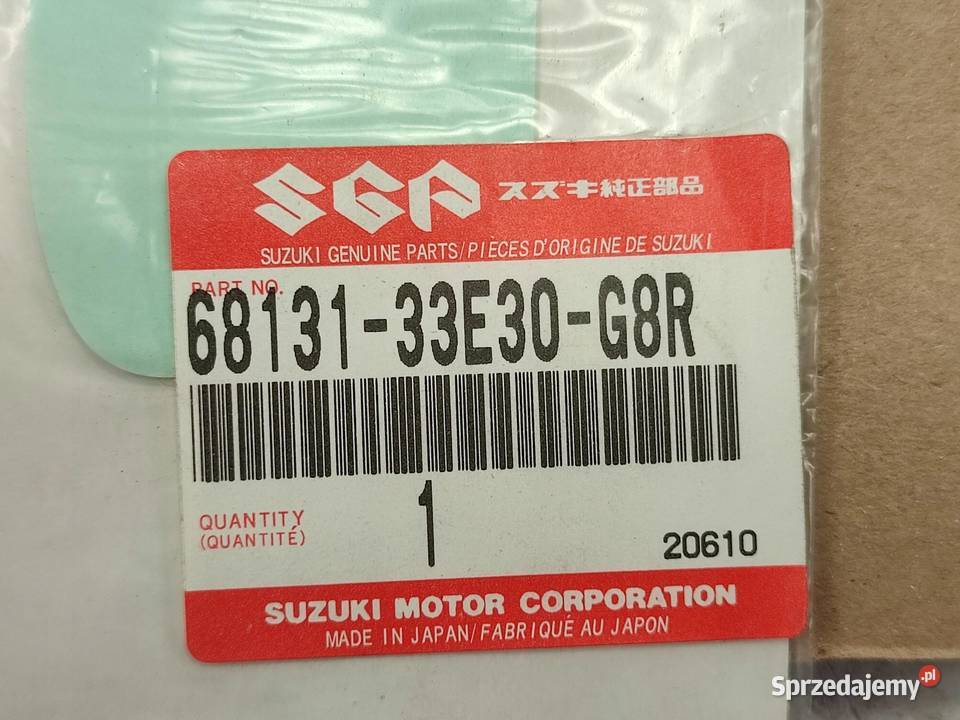 SGP スズキ純正部品
SUZUKI GENUINE PARTS/PIECES D'ORIGINE DE SUZUKI
PART NO.
68131-33E30-G8R
QUANTITY
(QUANTITÉ)
1
20610
SUZUKI MOTOR CORPORATION
MADE IN JAPAN/FABRIQUÉ AU JAPON
Sprzedajemy.pl